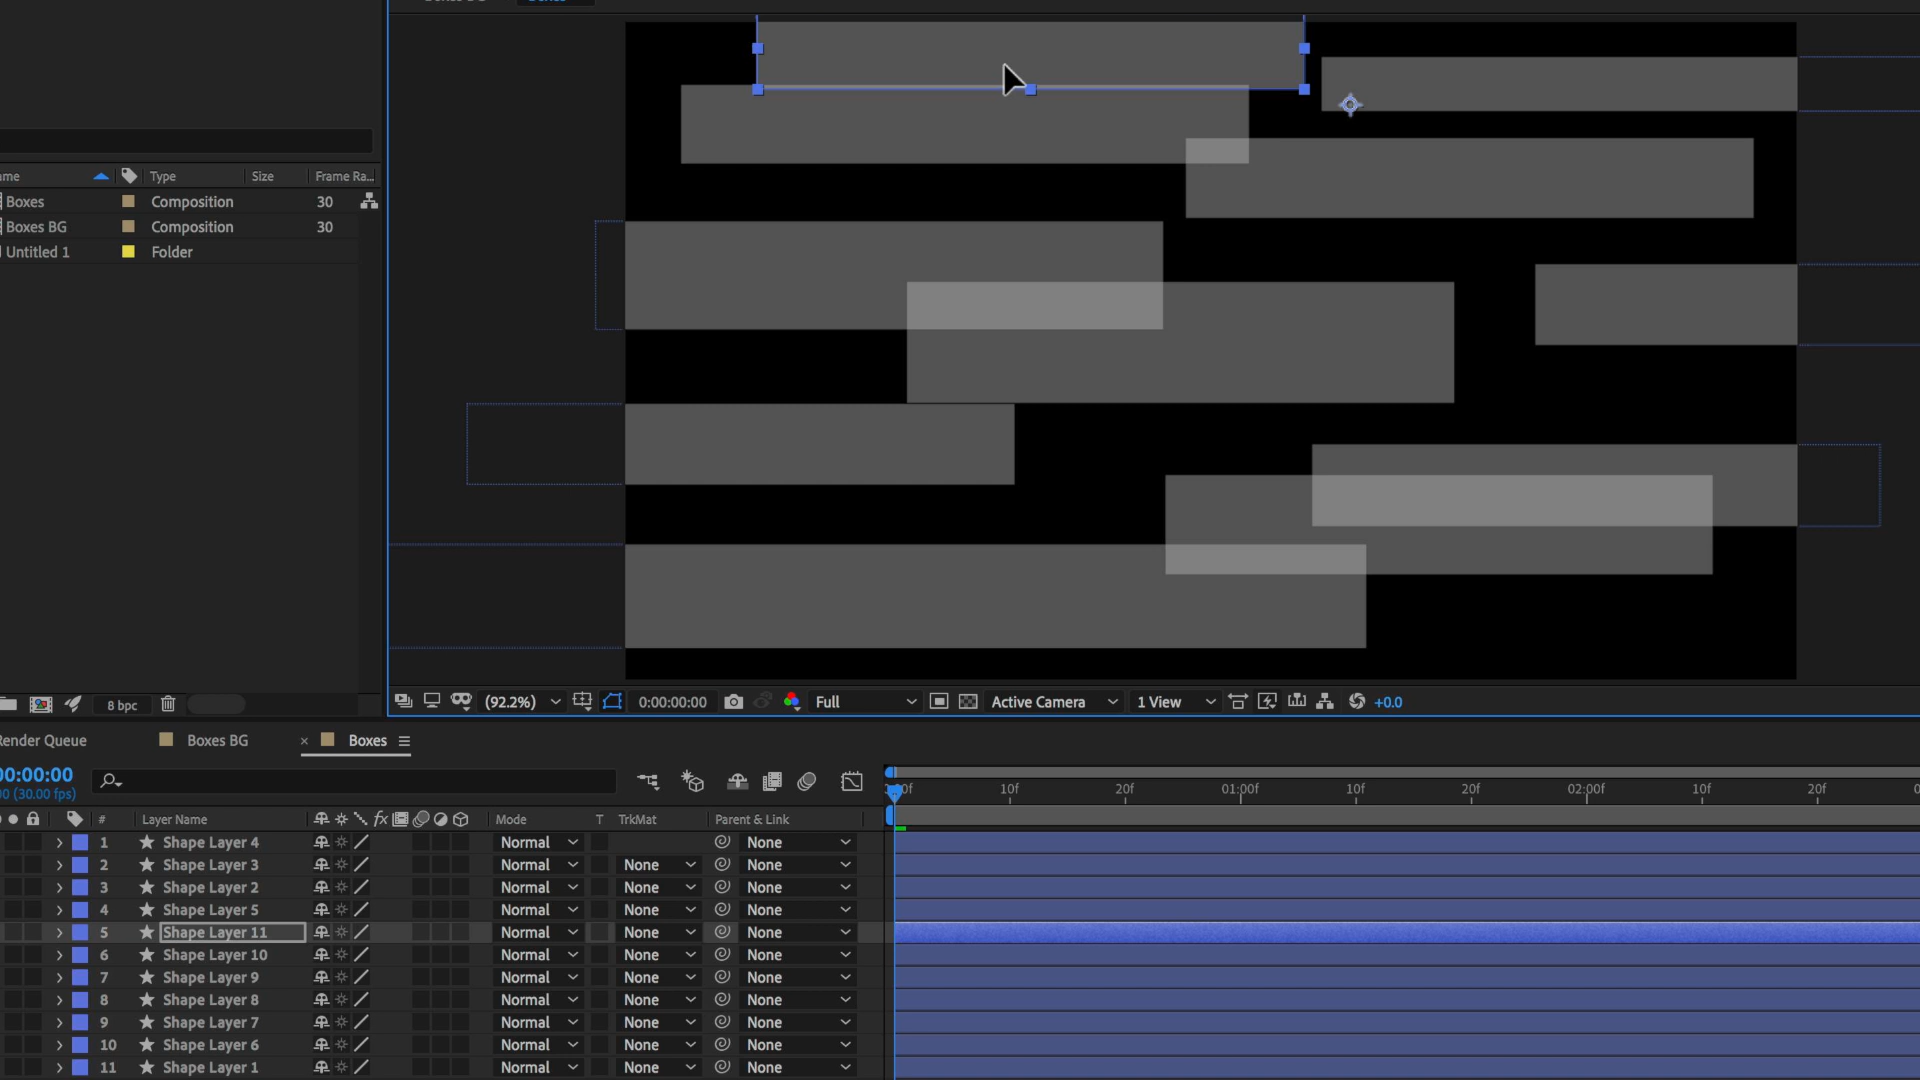 Type Size Frame Ra...
Boxes Composition 30
Boxes BG Composition 30
Untitled 1 Folder
8 bpc
(92.2%) 0:00:00:00 Full Active Camera 1 View +0.0
Render Queue Boxes BG × Boxes
00:00:00
00 (30.00 fps)
10f 20f 01:00f 10f 20f 02:00f 10f 20f
# Layer Name fx Mode T TrkMat Parent & Link
1 Shape Layer 4 Normal None
2 Shape Layer 3 Normal None None
3 Shape Layer 2 Normal None None
4 Shape Layer 5 Normal None None
5 Shape Layer 11 Normal None None
6 Shape Layer 10 Normal None None
7 Shape Layer 9 Normal None None
8 Shape Layer 8 Normal None None
9 Shape Layer 7 Normal None None
10 Shape Layer 6 Normal None None
11 Shape Layer 1 Normal None None